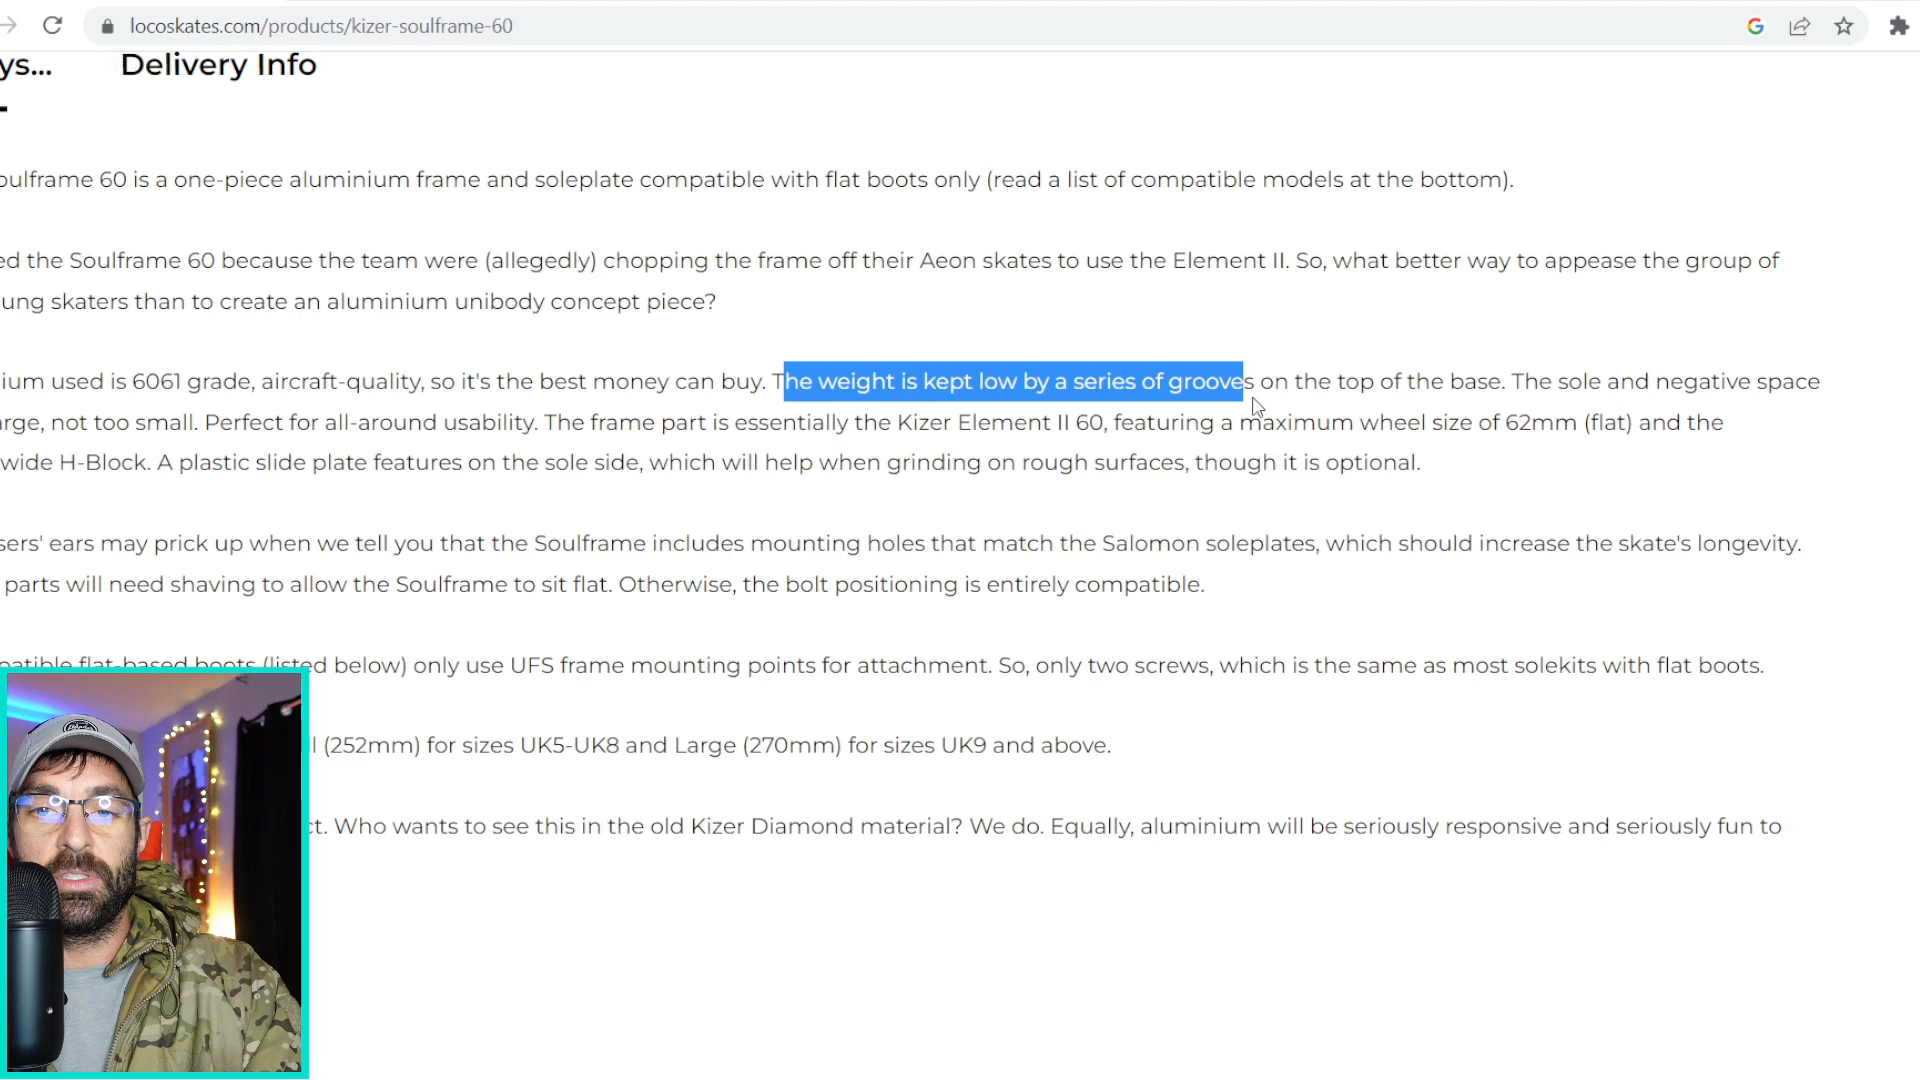 locoskates.com/products/kizer-soulframe-60
ys... Delivery Info
oulframe 60 is a one-piece aluminium frame and soleplate compatible with flat boots only (read a list of compatible models at the bottom).
ed the Soulframe 60 because the team were (allegedly) chopping the frame off their Aeon skates to use the Element II. So, what better way to appease the group of
ung skaters than to create an aluminium unibody concept piece?
ium used is 6061 grade, aircraft-quality, so it's the best money can buy. The weight is kept low by a series of grooves on the top of the base. The sole and negative space
arge, not too small. Perfect for all-around usability. The frame part is essentially the Kizer Element II 60, featuring a maximum wheel size of 62mm (flat) and the
wide H-Block. A plastic slide plate features on the sole side, which will help when grinding on rough surfaces, though it is optional.
sers' ears may prick up when we tell you that the Soulframe includes mounting holes that match the Salomon soleplates, which should increase the skate's longevity.
parts will need shaving to allow the Soulframe to sit flat. Otherwise, the bolt positioning is entirely compatible.
patible flat-based boots (listed below) only use UFS frame mounting points for attachment. So, only two screws, which is the same as most solekits with flat boots.
l (252mm) for sizes UK5-UK8 and Large (270mm) for sizes UK9 and above.
ct. Who wants to see this in the old Kizer Diamond material? We do. Equally, aluminium will be seriously responsive and seriously fun to